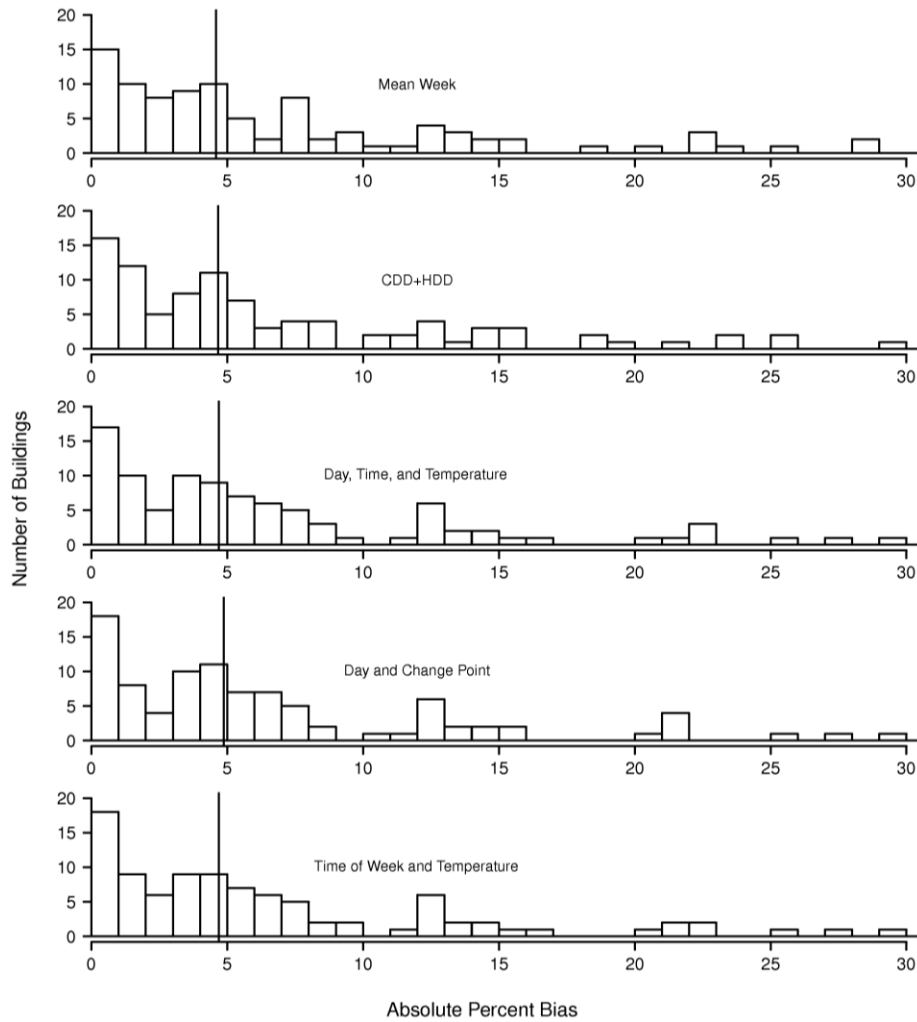 20
15
10
5
0
Mean Week
0 5 10 15 20 25 30
20
15
10
5
0
CDD+HDD
0 5 10 15 20 25 30
Number of Buildings
20
15
10
5
0
Day, Time, and Temperature
0 5 10 15 20 25 30
20
15
10
5
0
Day and Change Point
0 5 10 15 20 25 30
20
15
10
5
0
Time of Week and Temperature
0 5 10 15 20 25 30
Absolute Percent Bias